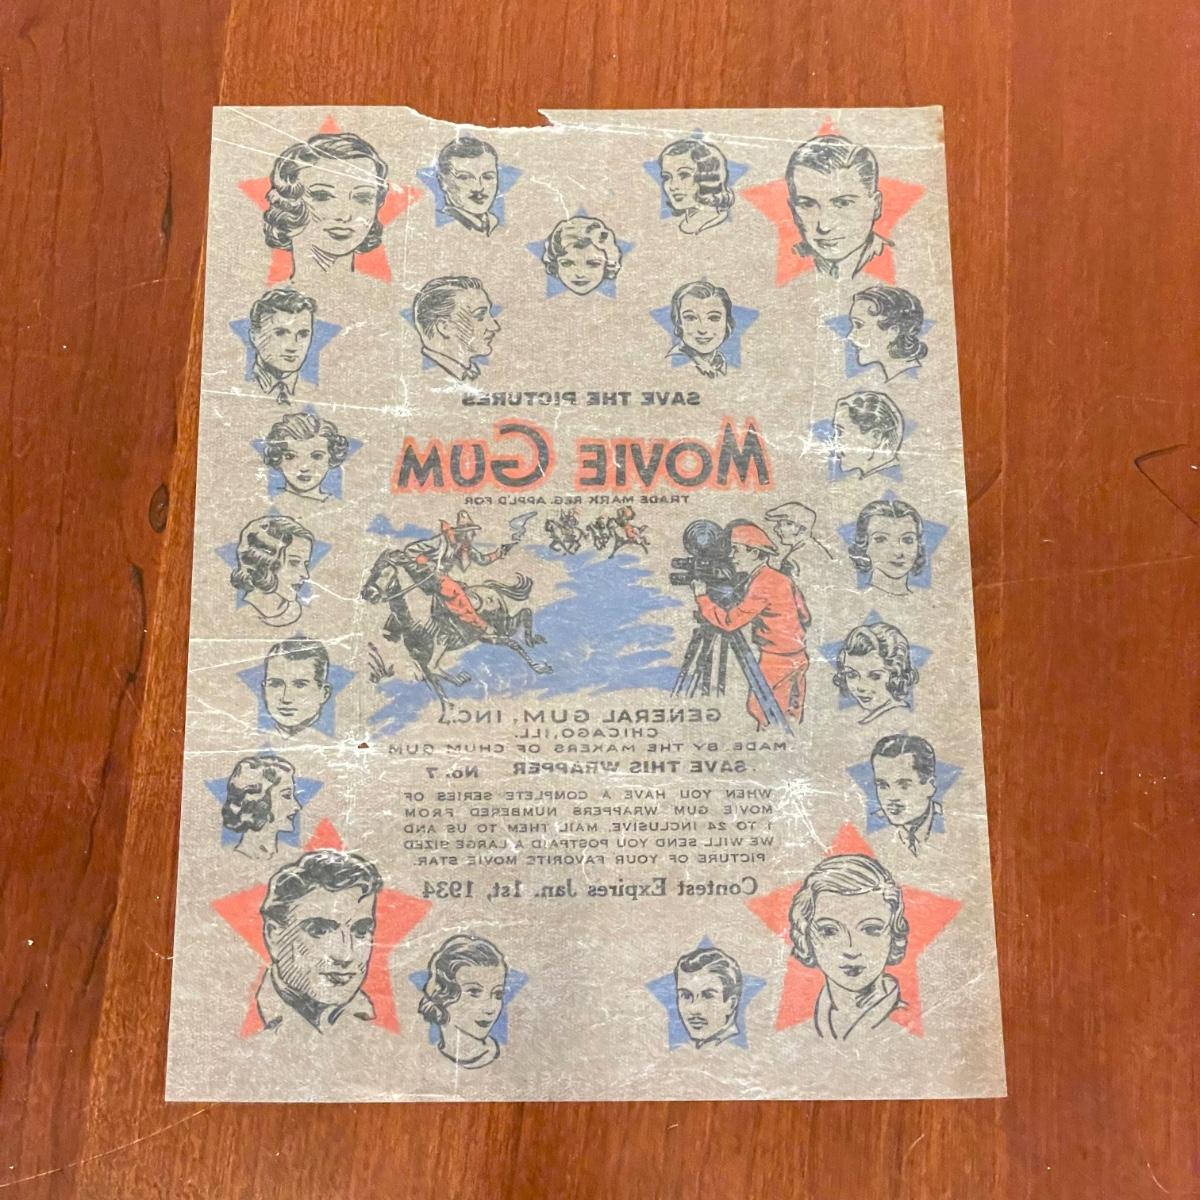 SAVE THE PICTURES
MOVIE GUM
TRADE MARK REG. APPL'D FOR
GENERAL GUM, INC.,
CHICAGO, ILL.
MADE BY THE MAKERS OF CHUM GUM
SAVE THIS WRAPPER No. 7
WHEN YOU HAVE A COMPLETE SERIES OF
MOVIE GUM WRAPPERS NUMBERED FROM
1 TO 24 INCLUSIVE, MAIL THEM TO US AND
WE WILL SEND YOU POSTPAID A LARGE SIZED
PICTURE OF YOUR FAVORITE MOVIE STAR.
Contest Expires Jan. 1st, 1934